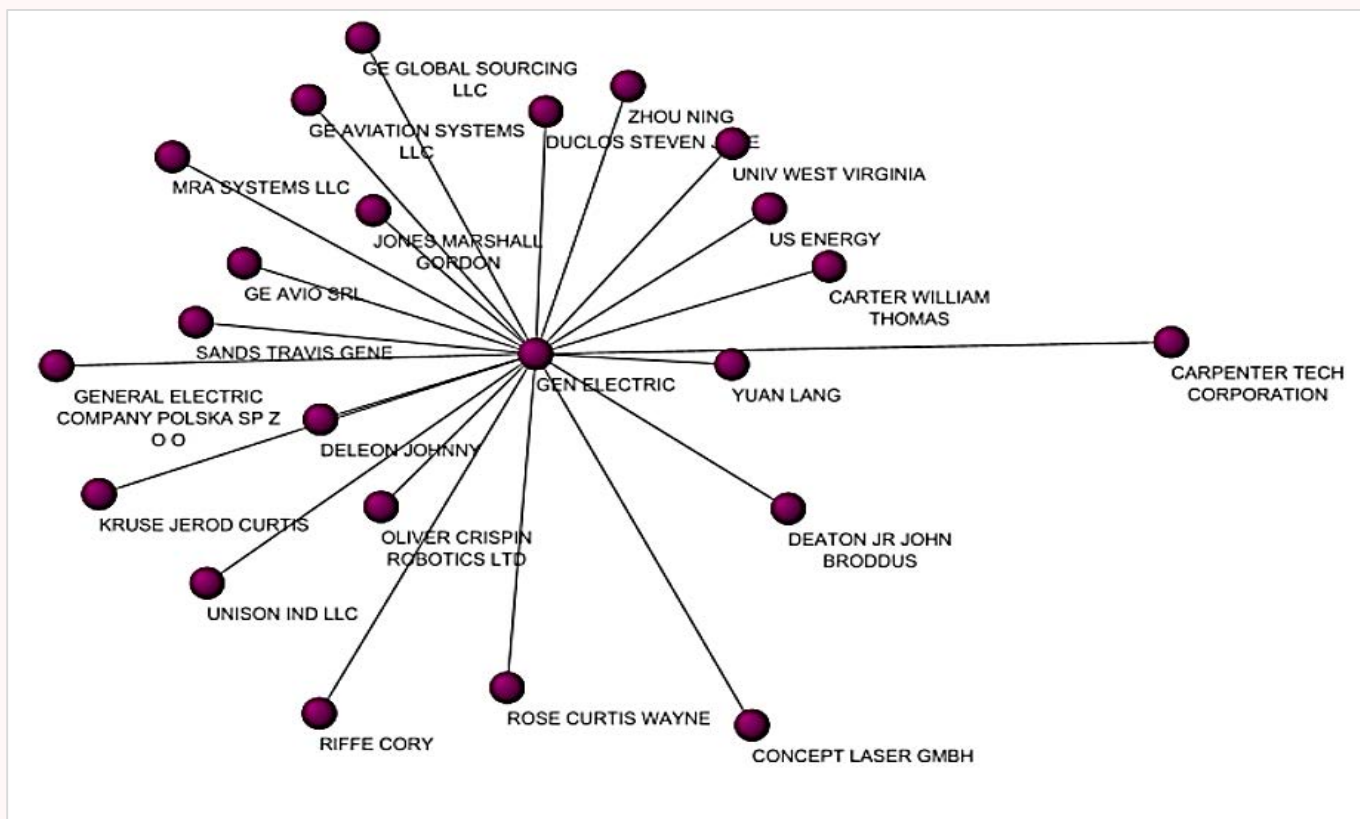 GE GLOBAL SOURCING
LLC
ZHOU NING
GE AVIATION SYSTEMS
LLC
DUCLOS STEVEN
UNIV WEST VIRGINIA
MRA SYSTEMS LLC
JONES MARSHALL
GORDON
US ENERGY
GE AVIO SRL
CARTER WILLIAM
THOMAS
SANDS TRAVIS GENE
GEN ELECTRIC
CARPENTER TECH
CORPORATION
YUAN LANG
GENERAL ELECTRIC
COMPANY POLSKA SP Z
O O
DELEON JOHNNY
KRUSE JEROD CURTIS
OLIVER CRISPIN
ROBOTICS LTD
DEATON JR JOHN
BRODDUS
UNISON IND LLC
ROSE CURTIS WAYNE
RIFFE CORY
CONCEPT LASER GMBH